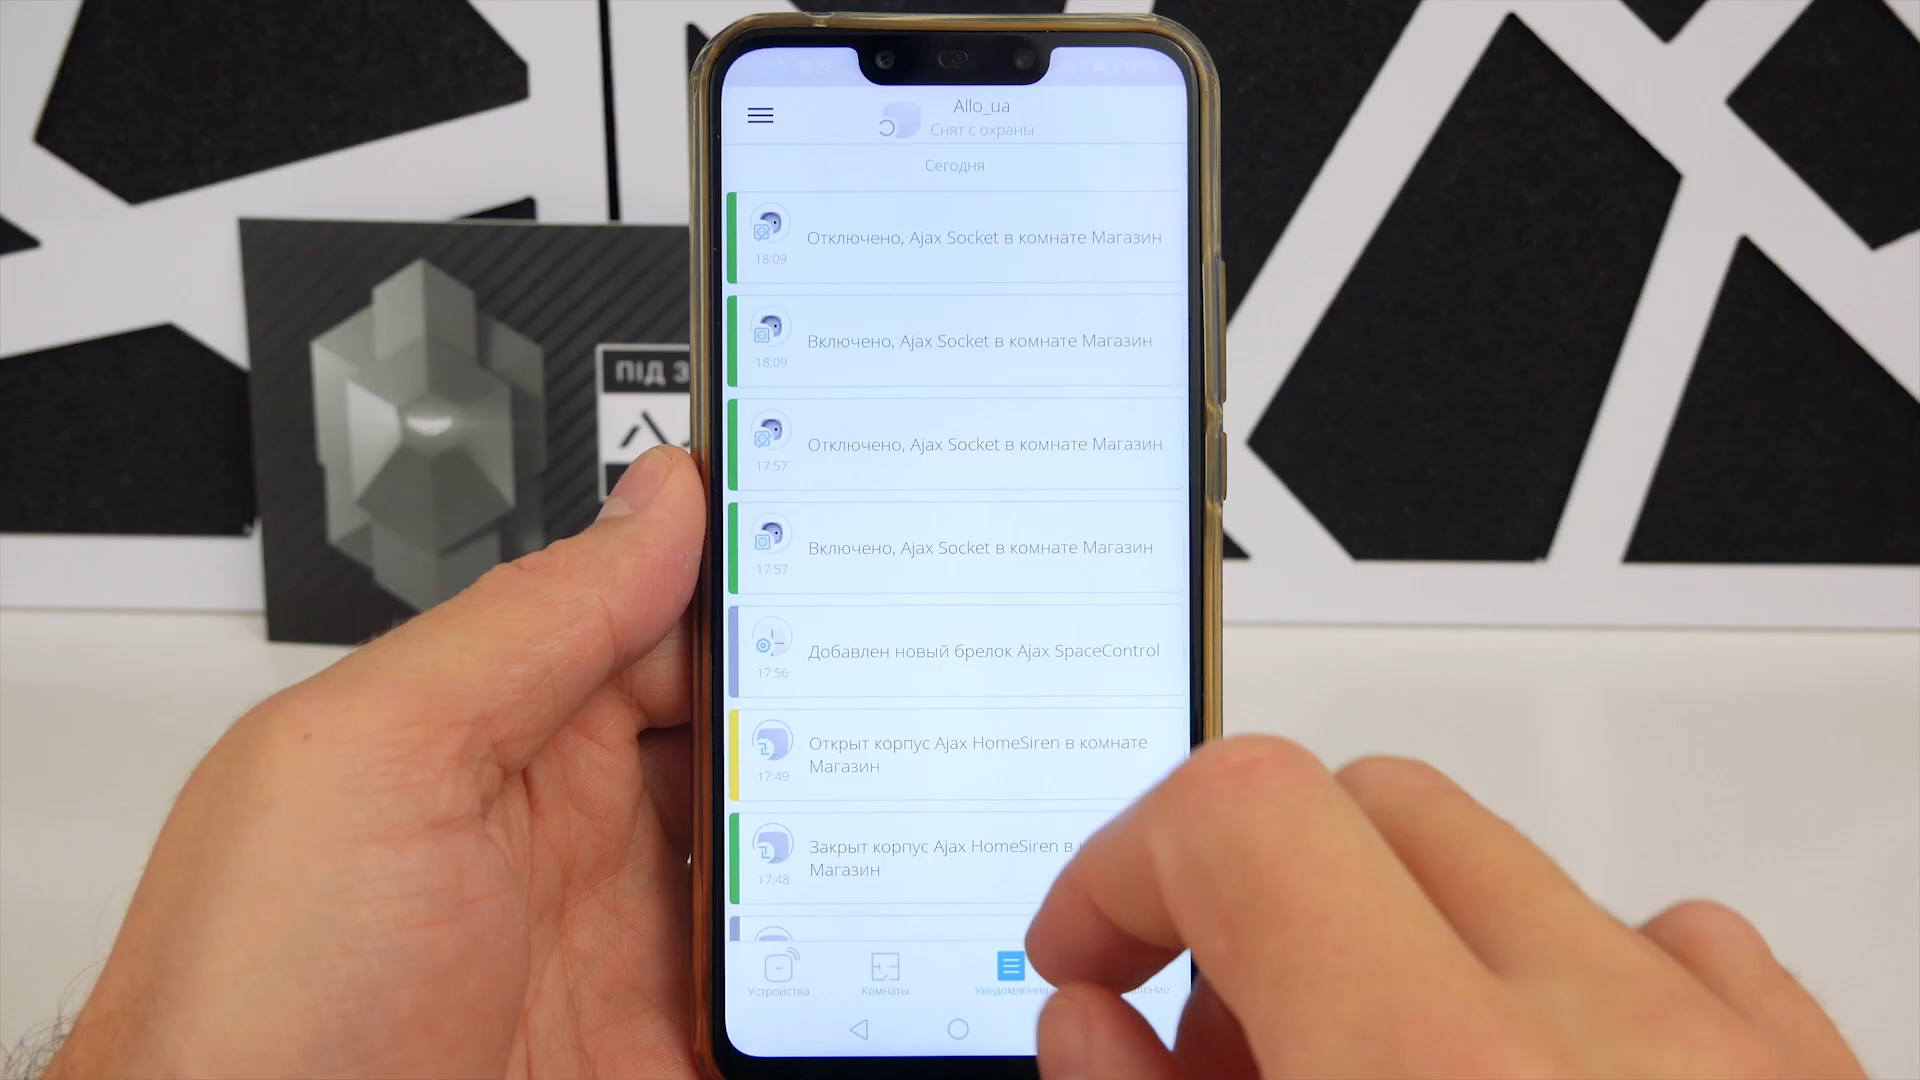 Allo_ua
Снят с охраны
Сегодня
Отключено, Ajax Socket в комнате Магазин
18:09
Включено, Ajax Socket в комнате Магазин
18:09
Отключено, Ajax Socket в комнате Магазин
17:57
Включено, Ajax Socket в комнате Магазин
17:57
Добавлен новый брелок Ajax SpaceControl
17:56
Открыт корпус Ajax HomeSiren в комнате
Магазин
17:49
Закрыт корпус Ajax HomeSiren в
Магазин
17:48
Устройства
Комнаты
Уведомления
ПІД